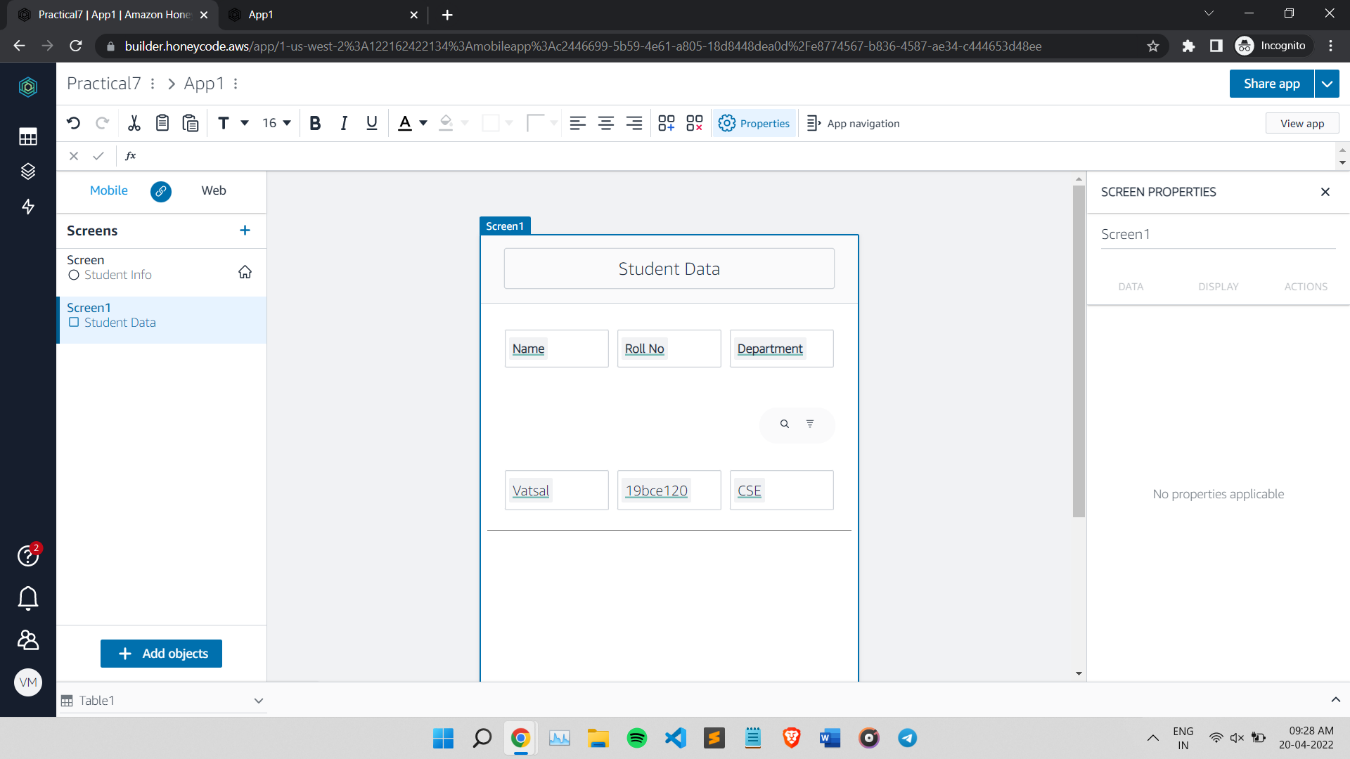 Practical7 | App1 | Amazon Hone
App1
builder.honeycode.aws/app/1-us-west-2%3A122162422134%3Amobileapp%3Ac2446699-5b59-4e61-a805-18d8448dea0d%2Fe8774567-b836-4587-ae34-c444653d48ee
Incognito
Practical7 > App1
Share app
T 16 B I U A
Properties
App navigation
View app
fx
Mobile
Web
Screens
Screen
Student Info
Screen1
Student Data
Screen1
Student Data
Name
Roll No
Department
Vatsal
19bce120
CSE
SCREEN PROPERTIES
Screen1
DATA
DISPLAY
ACTIONS
No properties applicable
2
VM
Add objects
Table1
ENG
IN
09:28 AM
20-04-2022